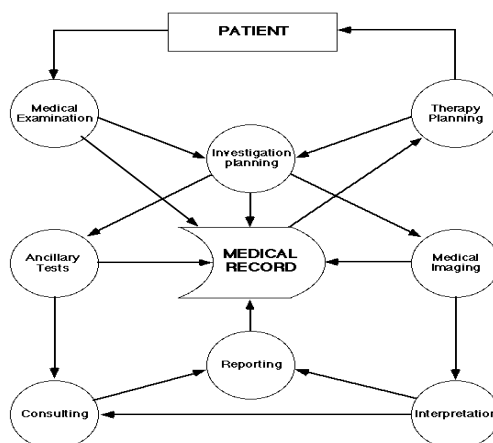 PATIENT
Medical
Examination
Therapy
Planning
Investigation
planning
Ancillary
Tests
MEDICAL
RECORD
Medical
Imaging
Reporting
Consulting
Interpretation